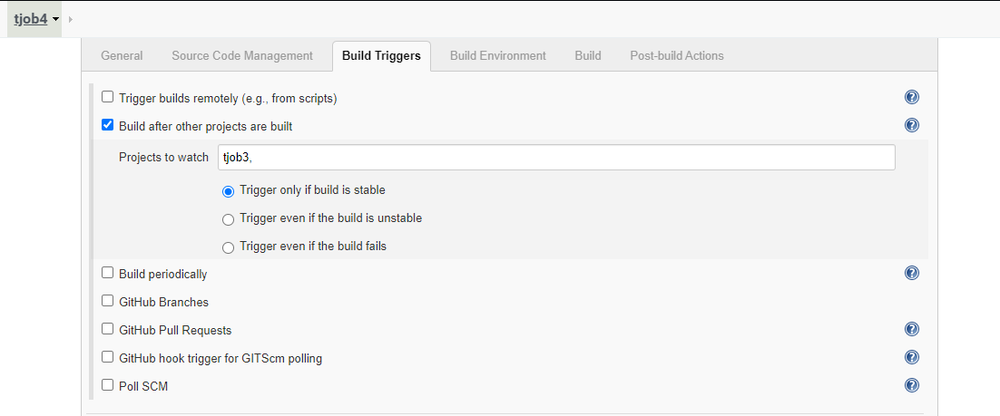 tjob4
General Source Code Management Build Triggers Build Environment Build Post-build Actions
Trigger builds remotely (e.g., from scripts)
Build after other projects are built
Projects to watch tjob3,
Trigger only if build is stable
Trigger even if the build is unstable
Trigger even if the build fails
Build periodically
GitHub Branches
GitHub Pull Requests
GitHub hook trigger for GITScm polling
Poll SCM